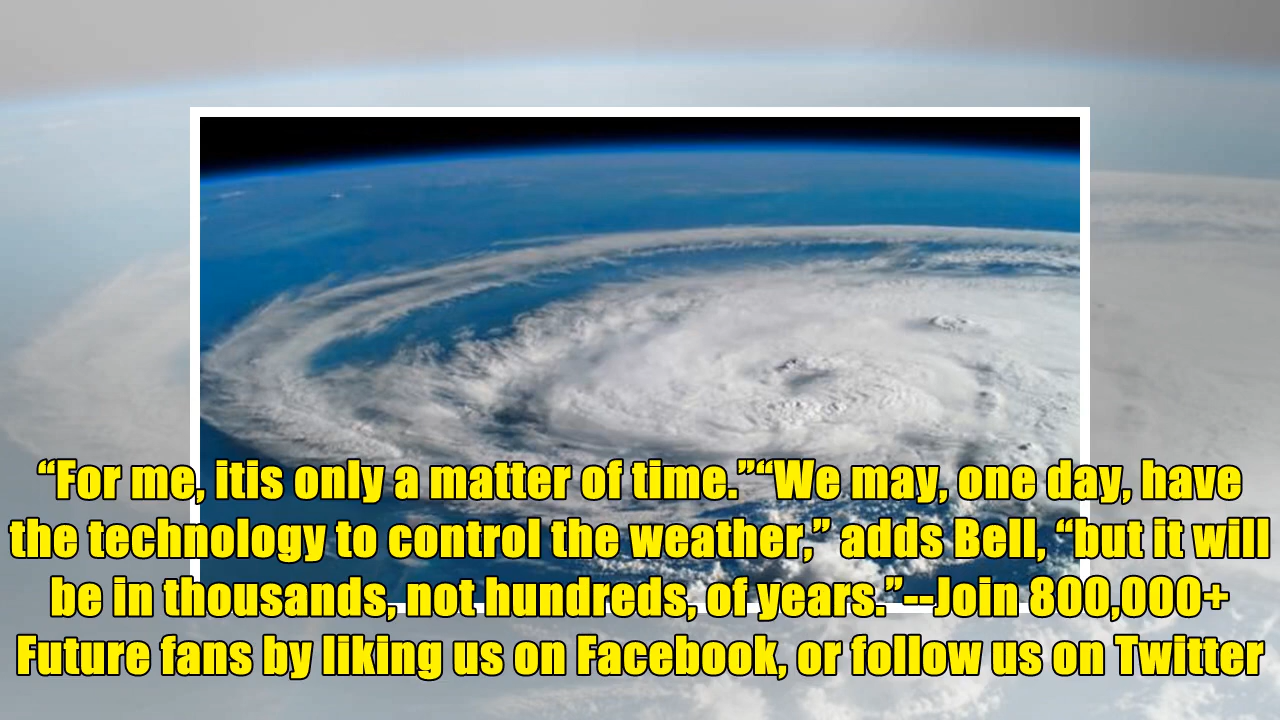 “For me, itis only a matter of time.”“We may, one day, have
the technology to control the weather,” adds Bell, “but it will
be in thousands, not hundreds, of years.”--Join 800,000+
Future fans by liking us on Facebook, or follow us on Twitter